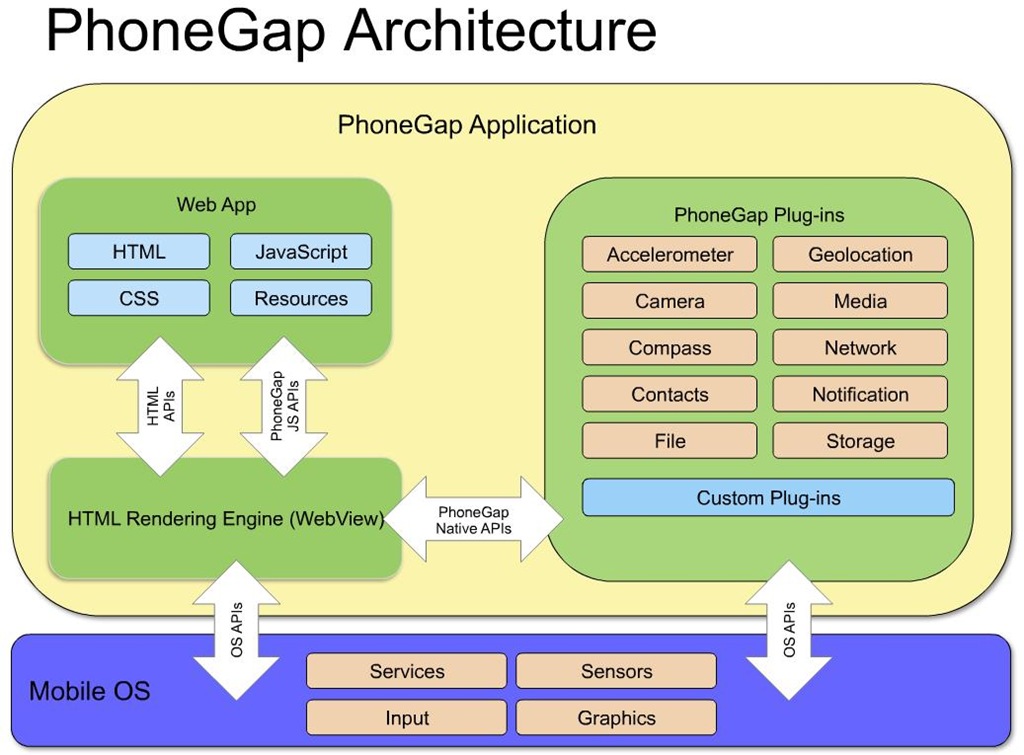 PhoneGap Architecture
PhoneGap Application
Web App
HTML
JavaScript
CSS
Resources
HTML
APIs
PhoneGap
JS APIs
HTML Rendering Engine (WebView)
PhoneGap
Native APIs
PhoneGap Plug-ins
Accelerometer
Geolocation
Camera
Media
Compass
Network
Contacts
Notification
File
Storage
Custom Plug-ins
OS APIs
OS APIs
Mobile OS
Services
Sensors
Input
Graphics